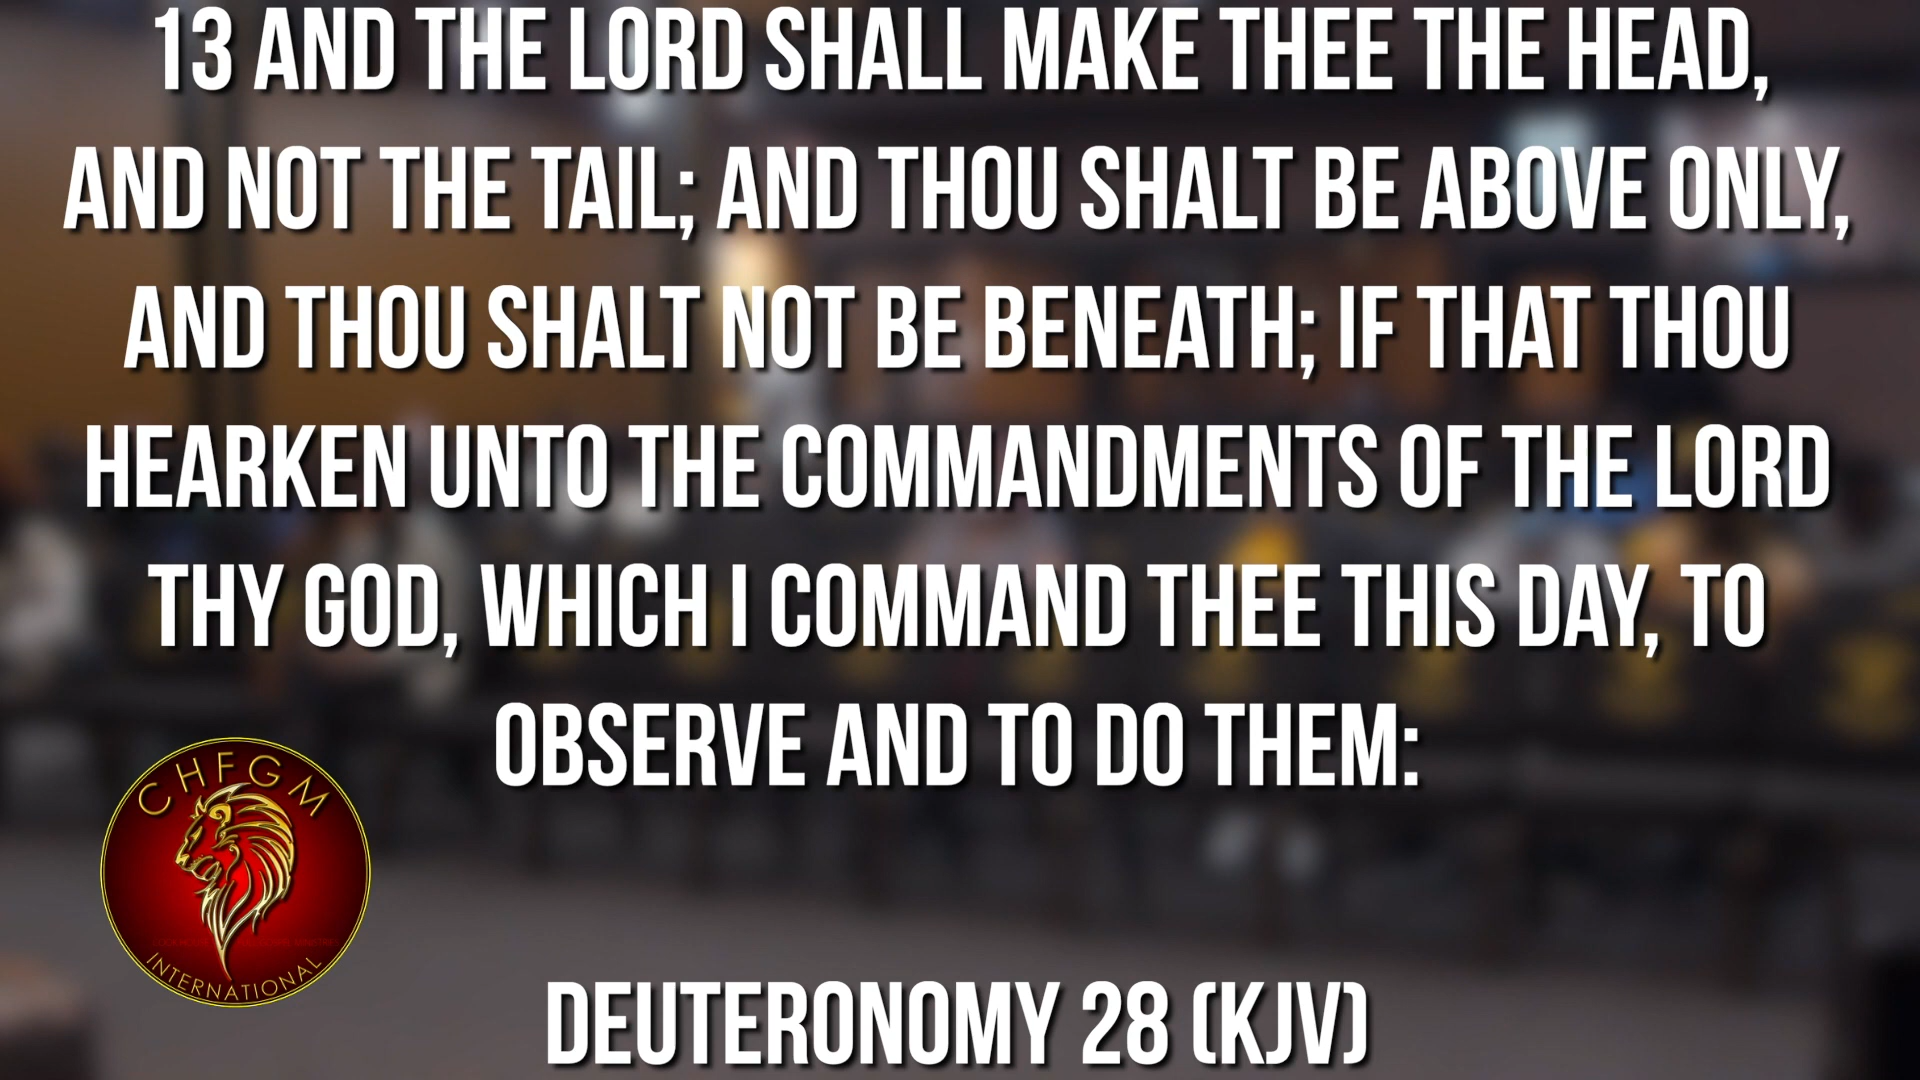 13 AND THE LORD SHALL MAKE THEE THE HEAD,
AND NOT THE TAIL; AND THOU SHALT BE ABOVE ONLY,
AND THOU SHALT NOT BE BENEATH; IF THAT THOU
HEARKEN UNTO THE COMMANDMENTS OF THE LORD
THY GOD, WHICH I COMMAND THEE THIS DAY, TO
OBSERVE AND TO DO THEM:
CHFGM
INTERNATIONAL
DEUTERONOMY 28 (KJV)